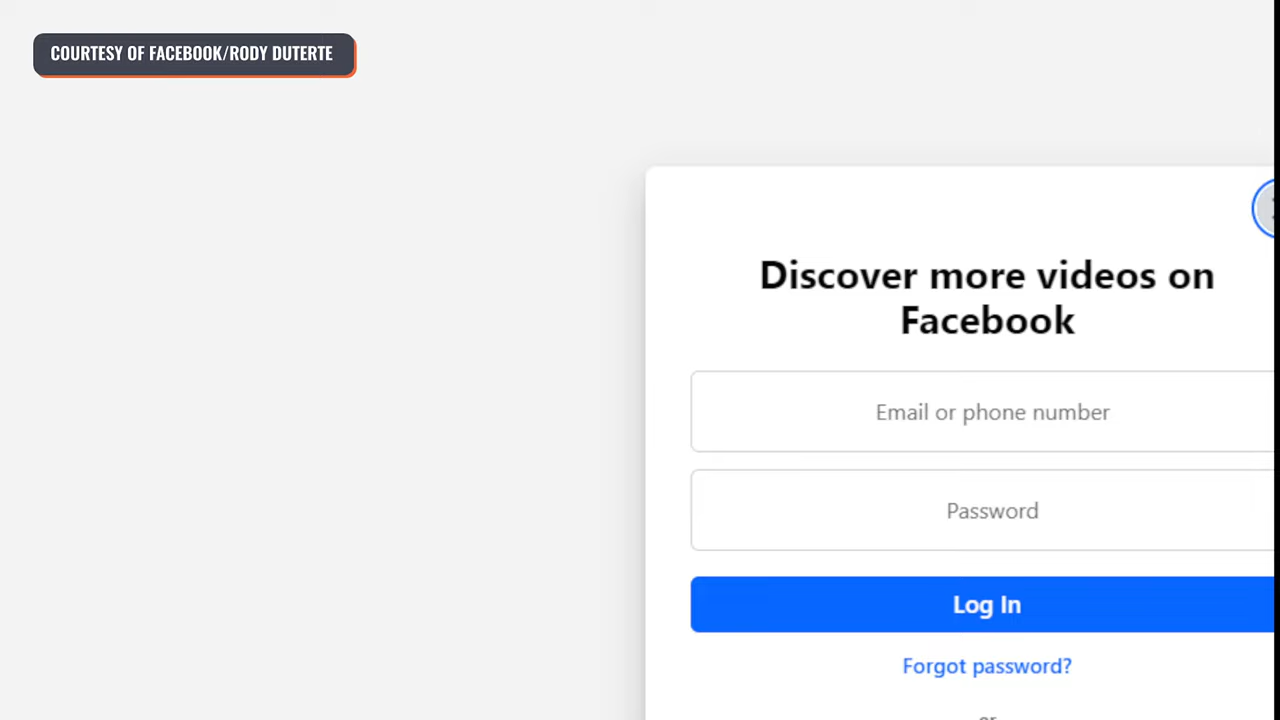 COURTESY OF FACEBOOK/RODY DUTERTE
Discover more videos on
Facebook
Email or phone number
Password
Log In
Forgot password?
or